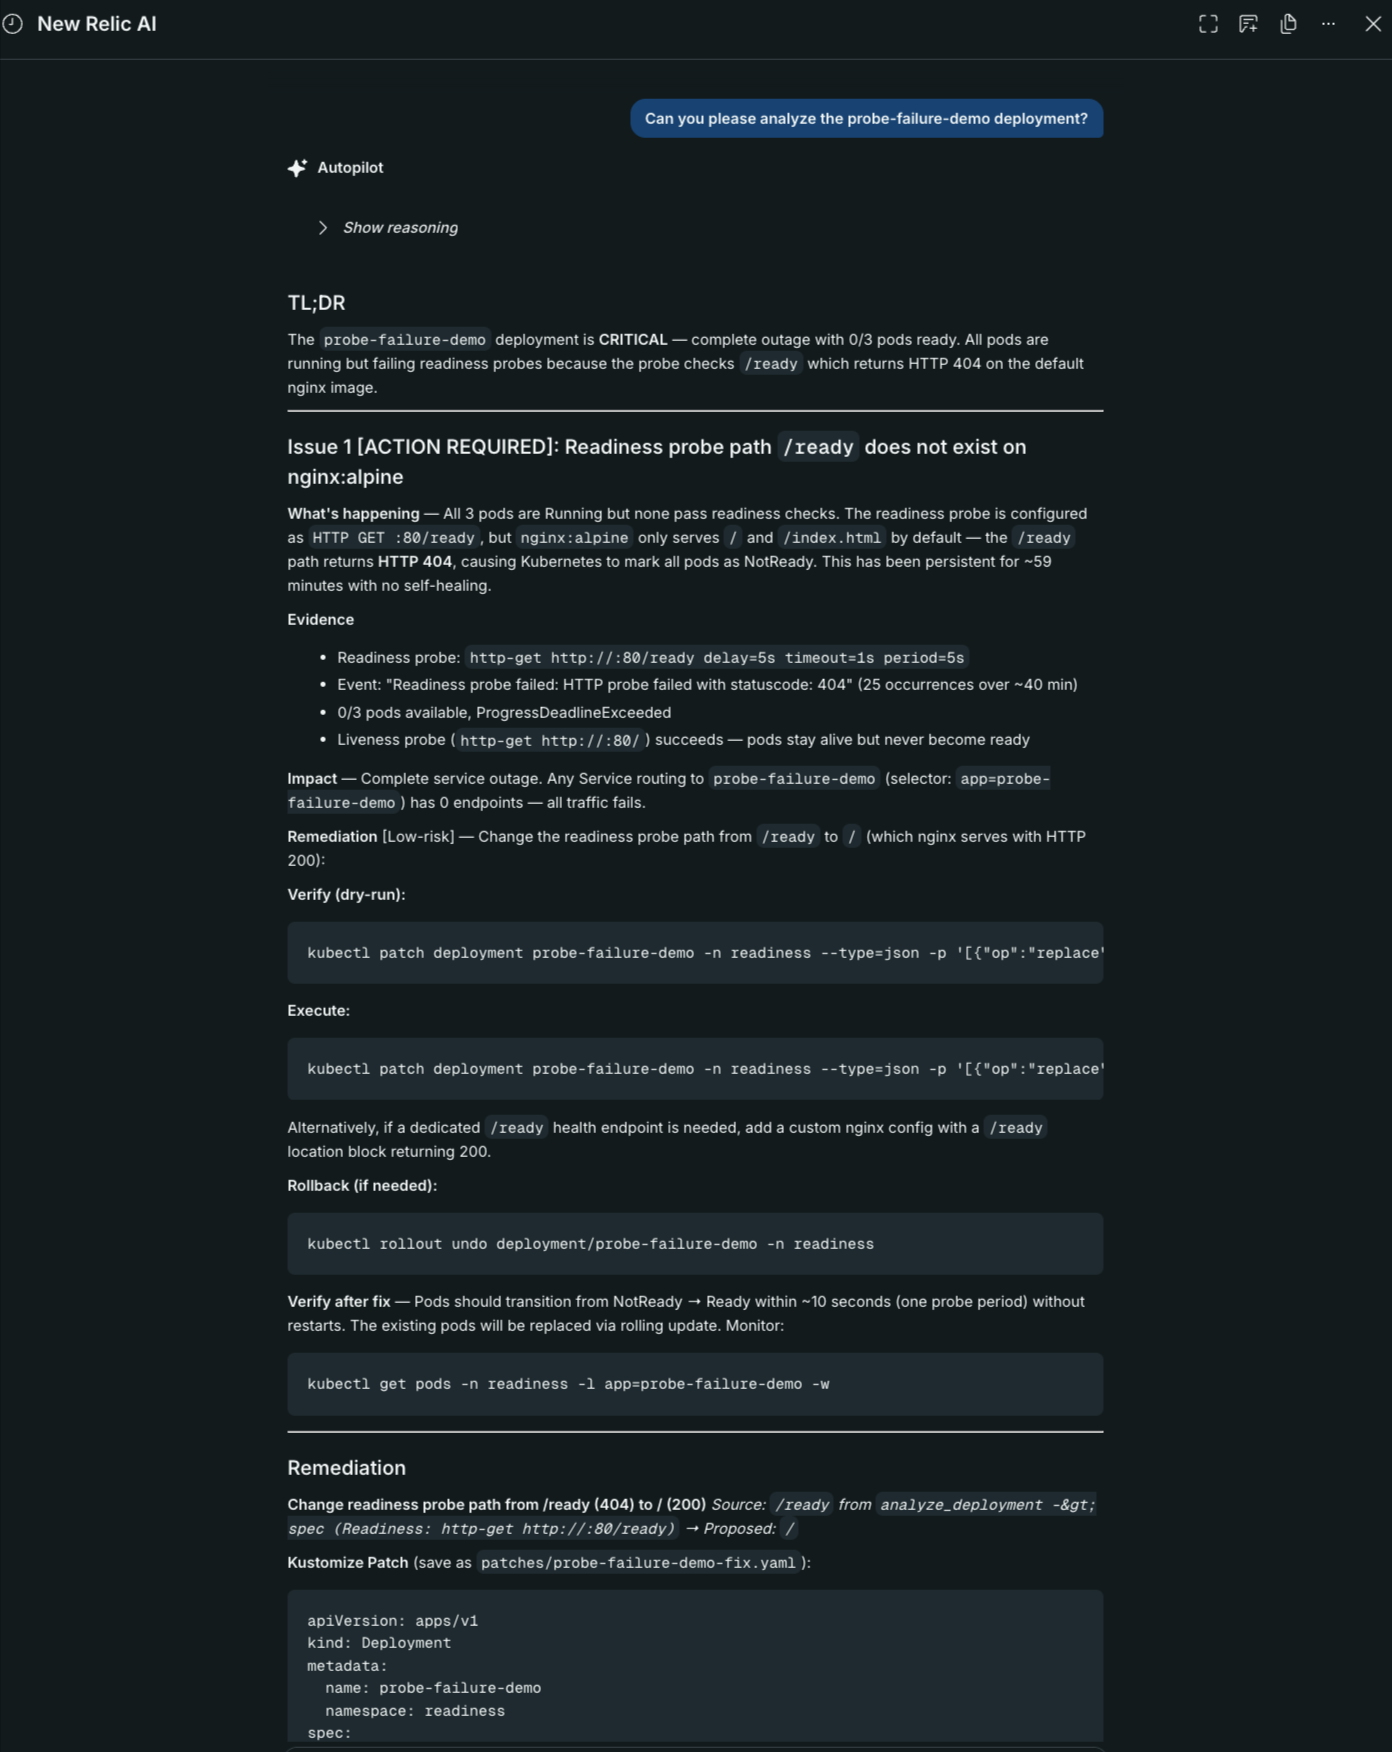 New Relic AI
Can you please analyze the probe-failure-demo deployment?
Autopilot
Show reasoning
TL;DR
The probe-failure-demo deployment is CRITICAL — complete outage with 0/3 pods ready. All pods are
running but failing readiness probes because the probe checks /ready which returns HTTP 404 on the default
nginx image.
Issue 1 [ACTION REQUIRED]: Readiness probe path /ready does not exist on
nginx:alpine
What's happening — All 3 pods are Running but none pass readiness checks. The readiness probe is configured
as HTTP GET :80/ready, but nginx:alpine only serves / and /index.html by default — the /ready
path returns HTTP 404, causing Kubernetes to mark all pods as NotReady. This has been persistent for ~59
minutes with no self-healing.
Evidence
• Readiness probe: http-get http://:80/ready delay=5s timeout=1s period=5s
• Event: "Readiness probe failed: HTTP probe failed with statuscode: 404" (25 occurrences over ~40 min)
• 0/3 pods available, ProgressDeadlineExceeded
• Liveness probe (http-get http://:80/) succeeds — pods stay alive but never become ready
Impact — Complete service outage. Any Service routing to probe-failure-demo (selector: app=probe-
failure-demo) has 0 endpoints — all traffic fails.
Remediation [Low-risk] — Change the readiness probe path from /ready to / (which nginx serves with HTTP
200):
Verify (dry-run):
kubectl patch deployment probe-failure-demo -n readiness --type=json -p '[{"op":"replace"
Execute:
kubectl patch deployment probe-failure-demo -n readiness --type=json -p '[{"op":"replace"
Alternatively, if a dedicated /ready health endpoint is needed, add a custom nginx config with a /ready
location block returning 200.
Rollback (if needed):
kubectl rollout undo deployment/probe-failure-demo -n readiness
Verify after fix — Pods should transition from NotReady → Ready within ~10 seconds (one probe period) without
restarts. The existing pods will be replaced via rolling update. Monitor:
kubectl get pods -n readiness -l app=probe-failure-demo -w
Remediation
Change readiness probe path from /ready (404) to / (200) Source: /ready from analyze_deployment -&gt;
spec (Readiness: http-get http://:80/ready) → Proposed: /
Kustomize Patch (save as patches/probe-failure-demo-fix.yaml):
apiVersion: apps/v1
kind: Deployment
metadata:
  name: probe-failure-demo
  namespace: readiness
spec: